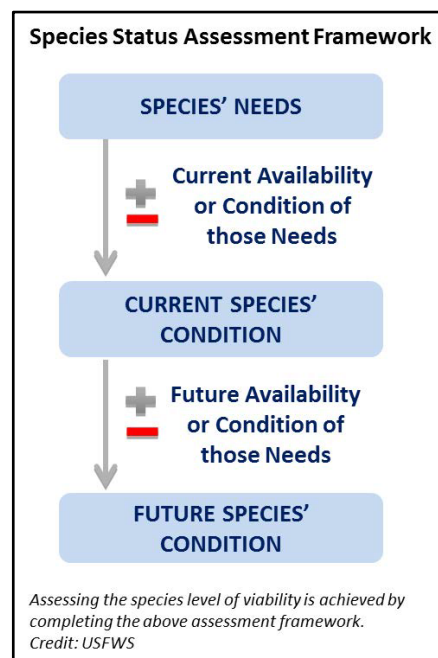 Species Status Assessment Framework
SPECIES’ NEEDS
Current Availability
or Condition of
those Needs
CURRENT SPECIES’
CONDITION
Future Availability
or Condition of
those Needs
FUTURE SPECIES’
CONDITION
Assessing the species level of viability is achieved by
completing the above assessment framework.
Credit: USFWS